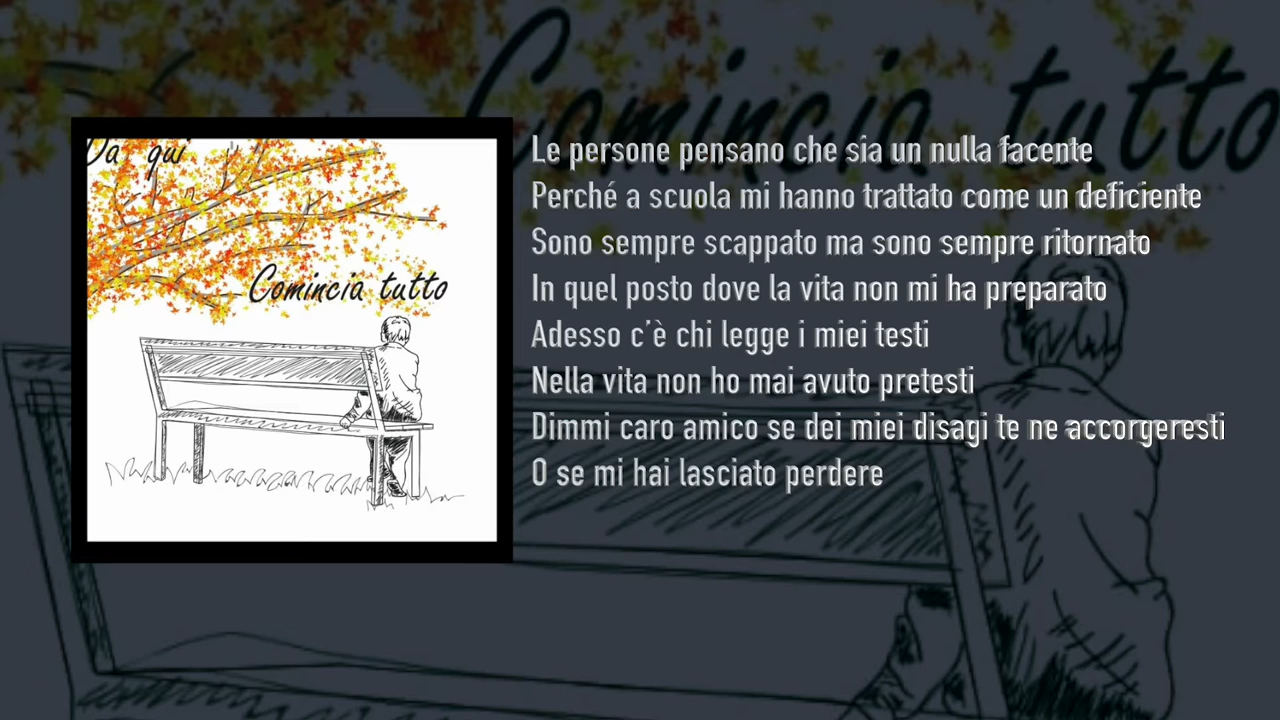 Comincia tutto
Da qui
Comincia tutto
Le persone pensano che sia un nulla facente
Perché a scuola mi hanno trattato come un deficiente
Sono sempre scappato ma sono sempre ritornato
In quel posto dove la vita non mi ha preparato
Adesso c'è chi legge i miei testi
Nella vita non ho mai avuto pretesti
Dimmi caro amico se dei miei disagi te ne accorgeresti
O se mi hai lasciato perdere